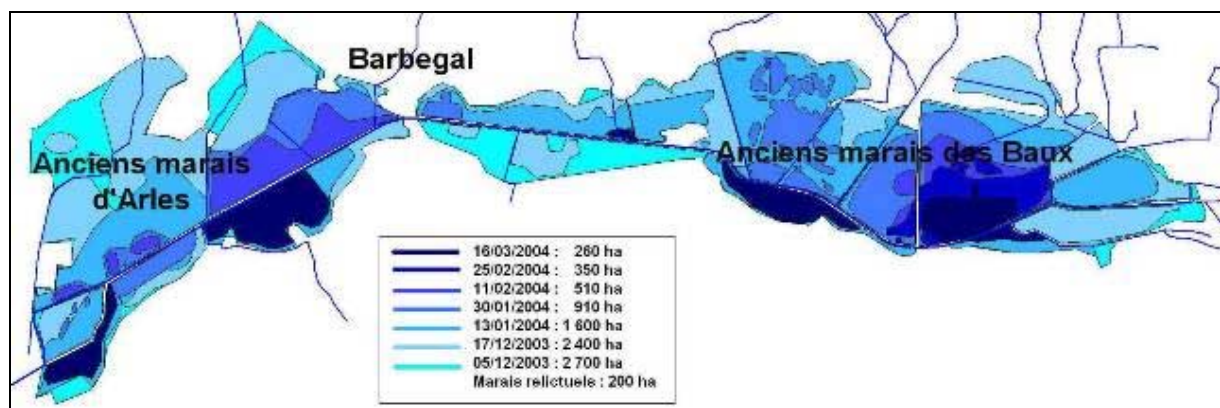 Barbegal
Anciens marais
d'Arles
Anciens marais des Baux
16/03/2004 : 260 ha
25/02/2004 : 350 ha
11/02/2004 : 510 ha
30/01/2004 : 910 ha
13/01/2004 : 1 600 ha
17/12/2003 : 2 400 ha
05/12/2003 : 2 700 ha
Marais relictuels : 200 ha